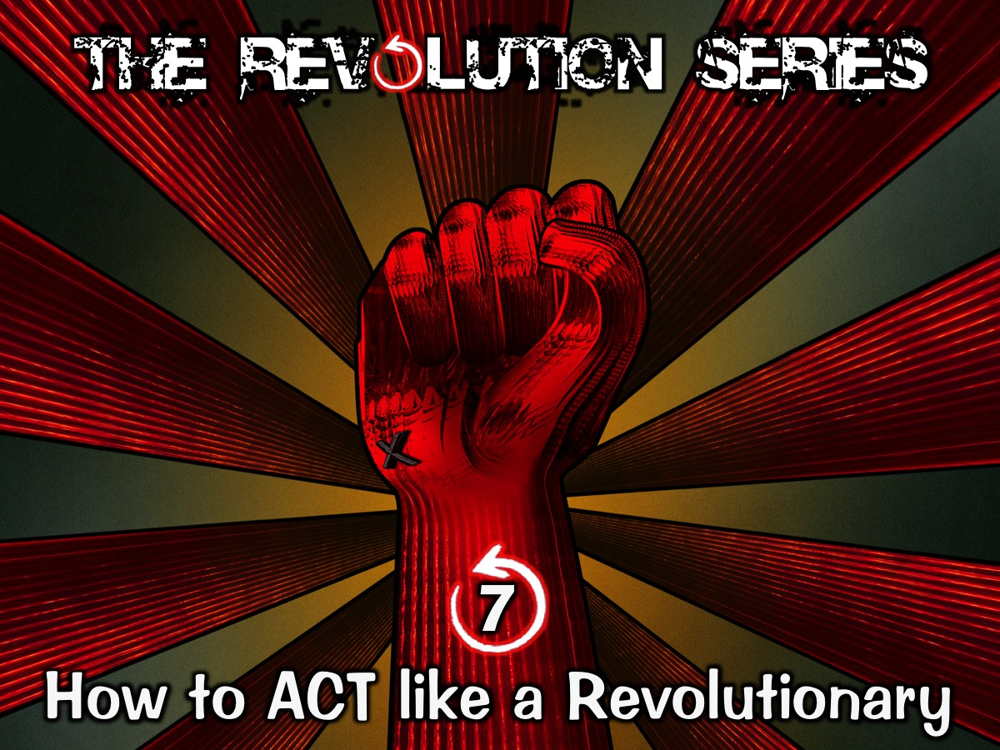 THE REVOLUTION SERIES
X
7
How to ACT like a Revolutionary